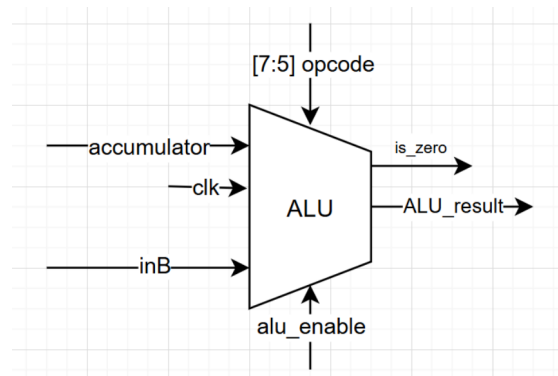 [7:5] opcode
accumulator
is_zero
clk
ALU
ALU_result
inB
alu_enable